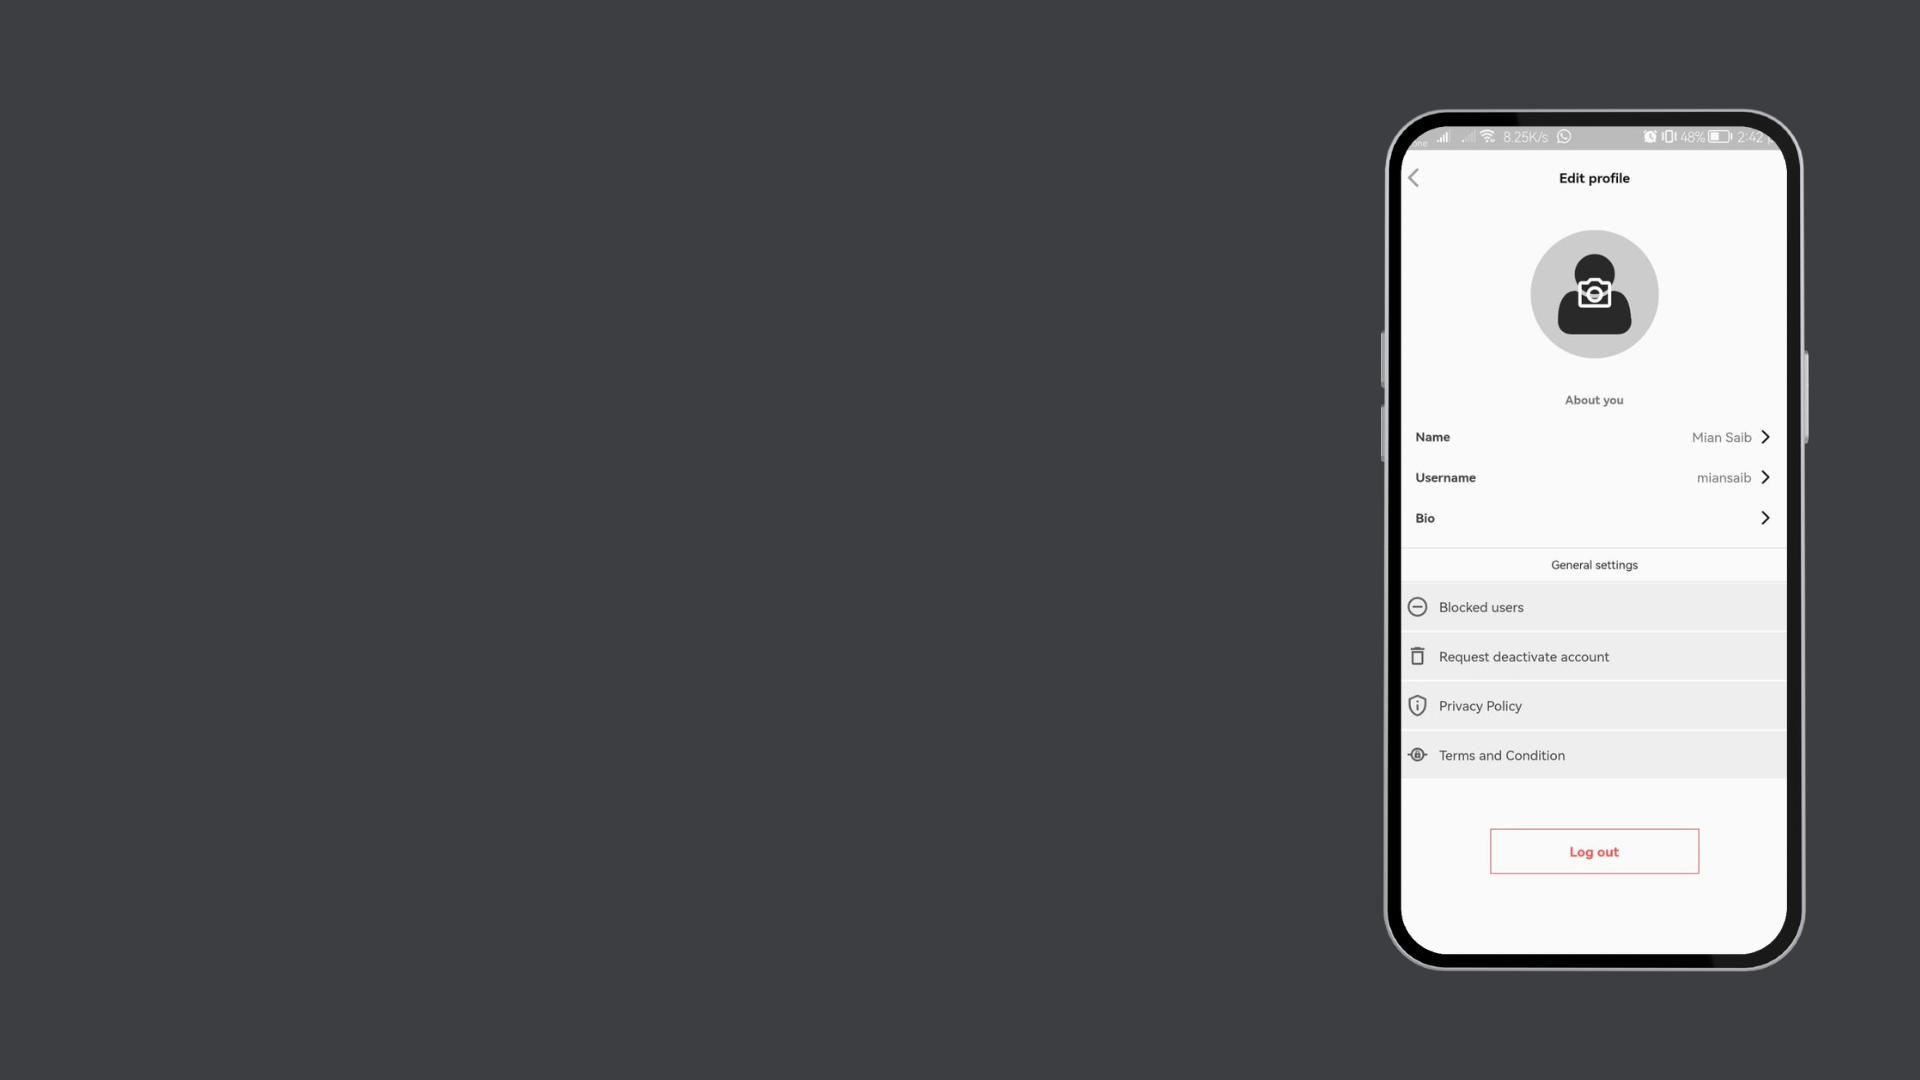 one 8.25K/s 48% 2:42
Edit profile
About you
Name Mian Saib
Username miansaib
Bio
General settings
Blocked users
Request deactivate account
Privacy Policy
Terms and Condition
Log out